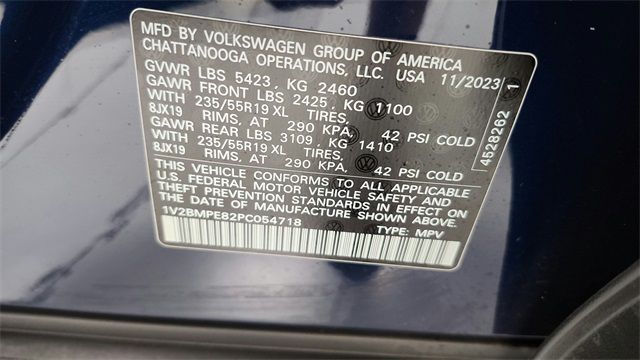 MFD BY VOLKSWAGEN GROUP OF AMERICA
CHATTANOOGA OPERATIONS, LLC. USA 11/2023
GVWR LBS 5423, KG 2460
GAWR FRONT LBS 2425, KG 1100
WITH 235/55R19 XL TIRES,
8JX19 RIMS, AT 290 KPA, 42 PSI COLD
GAWR REAR LBS 3109, KG 1410
WITH 235/55R19 XL TIRES,
8JX19 RIMS, AT 290 KPA, 42 PSI COLD
THIS VEHICLE CONFORMS TO ALL APPLICABLE
U.S. FEDERAL MOTOR VEHICLE SAFETY AND
THEFT PREVENTION STANDARDS IN EFFECT ON
THE DATE OF MANUFACTURE SHOWN ABOVE.
1V2BMPE82PC054718 TYPE: MPV
4528262 1